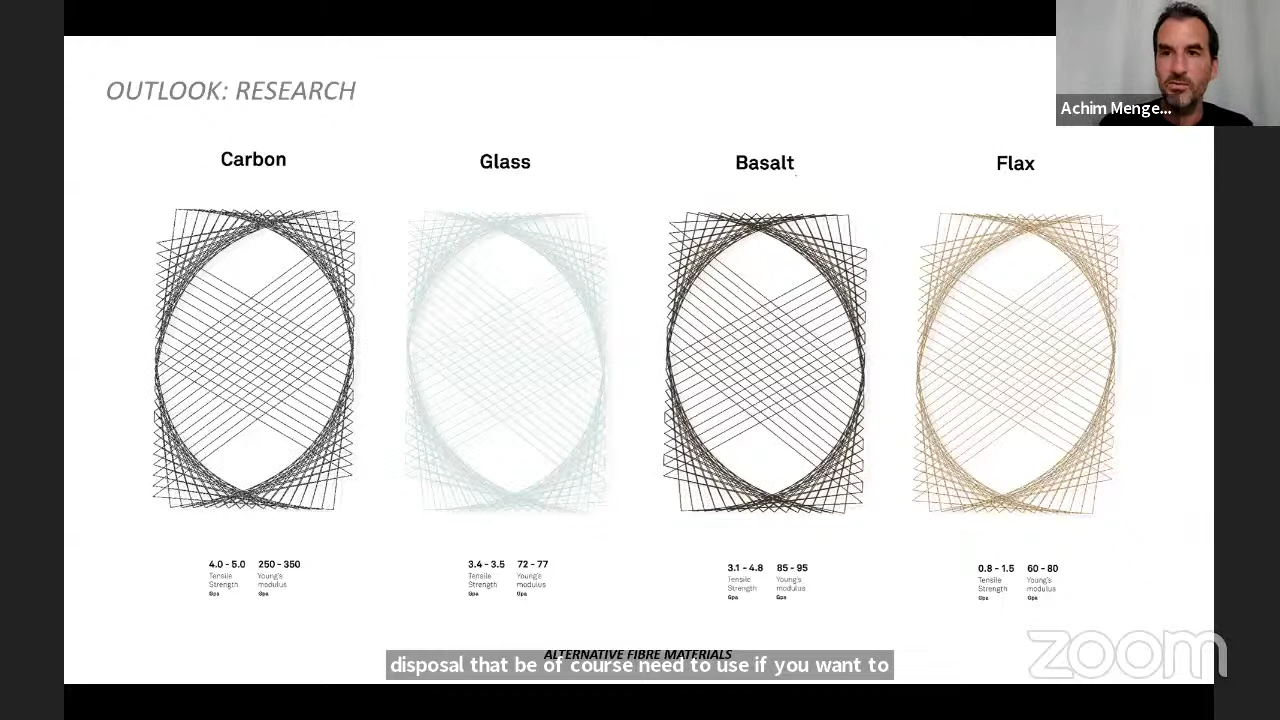 OUTLOOK: RESEARCH
Achim Menge...
Carbon
Glass
Basalt
Flax
4.0 - 5.0 250 - 350
Tensile Young's
Strength modulus
Gpa Gpa
3.4 - 3.5 72 - 77
Tensile Young's
Strength modulus
Gpa Gpa
3.1 - 4.8 85 - 95
Tensile Young's
Strength modulus
Gpa Gpa
0.8 - 1.5 60 - 80
Tensile Young's
Strength modulus
Gpa Gpa
ALTERNATIVE FIBRE MATERIALS
disposal that be of course need to use if you want to
zoom